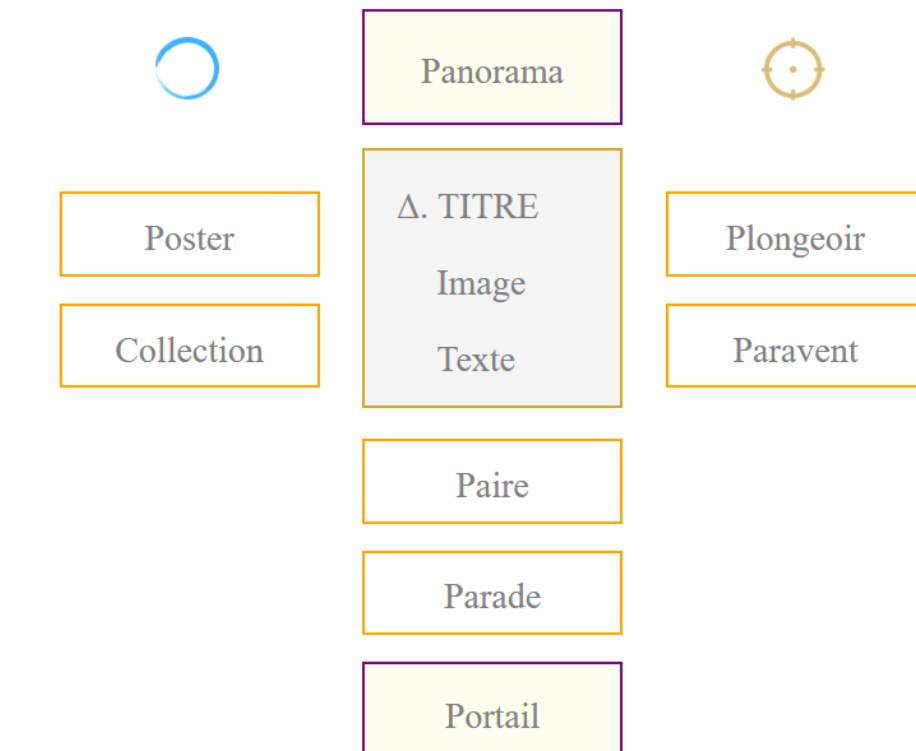 Panorama
Δ. TITRE
Image
Texte
Poster
Plongeoir
Collection
Paravent
Paire
Parade
Portail